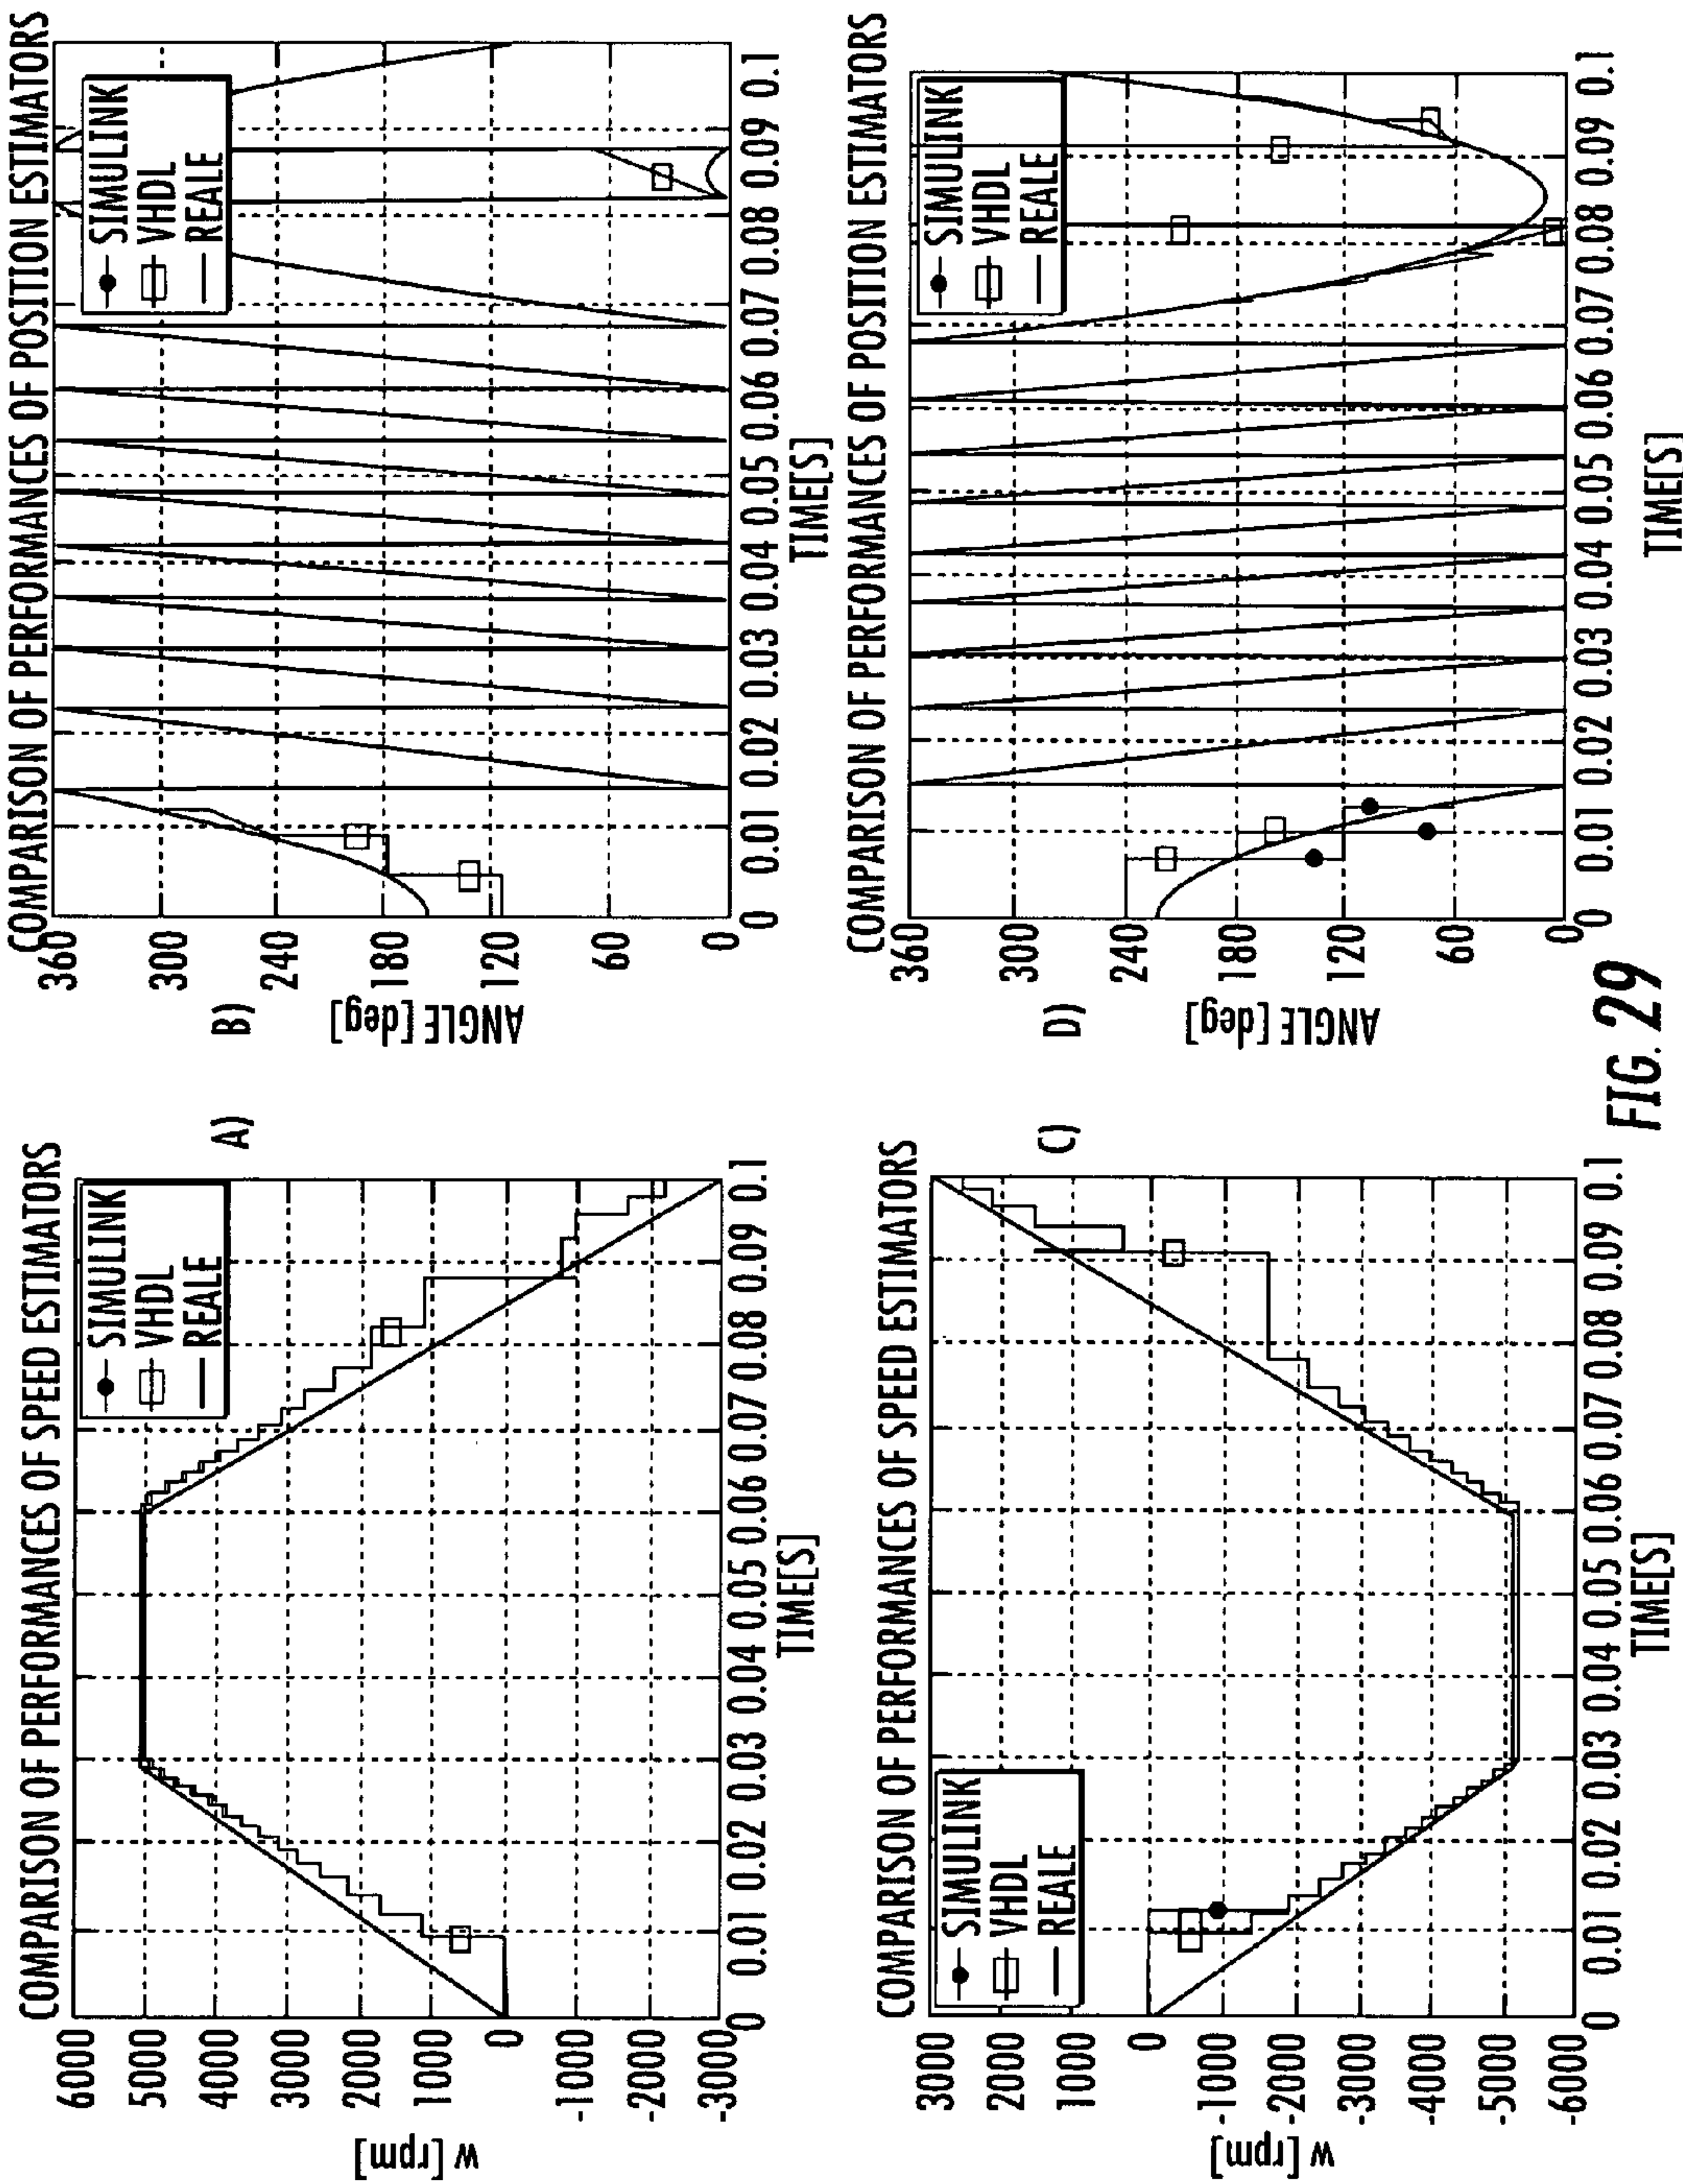 COMPARISON OF PERFORMANCES OF SPEED ESTIMATORS
A)
6000
5000
4000
3000
2000
1000
0
-1000
-2000
-3000
w [rpm]
SIMULINK
VHDL
REALE
0 0.01 0.02 0.03 0.04 0.05 0.06 0.07 0.08 0.09 0.1
TIME[S]
COMPARISON OF PERFORMANCES OF POSITION ESTIMATORS
B)
360
300
240
180
120
60
0
ANGLE [deg]
SIMULINK
VHDL
REALE
0 0.01 0.02 0.03 0.04 0.05 0.06 0.07 0.08 0.09 0.1
TIME[S]
COMPARISON OF PERFORMANCES OF SPEED ESTIMATORS
C)
3000
2000
1000
0
-1000
-2000
-3000
-4000
-5000
-6000
w [rpm]
SIMULINK
VHDL
REALE
0 0.01 0.02 0.03 0.04 0.05 0.06 0.07 0.08 0.09 0.1
TIME[S]
COMPARISON OF PERFORMANCES OF POSITION ESTIMATORS
D)
360
300
240
180
120
60
0
ANGLE [deg]
SIMULINK
VHDL
REALE
0 0.01 0.02 0.03 0.04 0.05 0.06 0.07 0.08 0.09 0.1
TIME[S]
FIG. 29